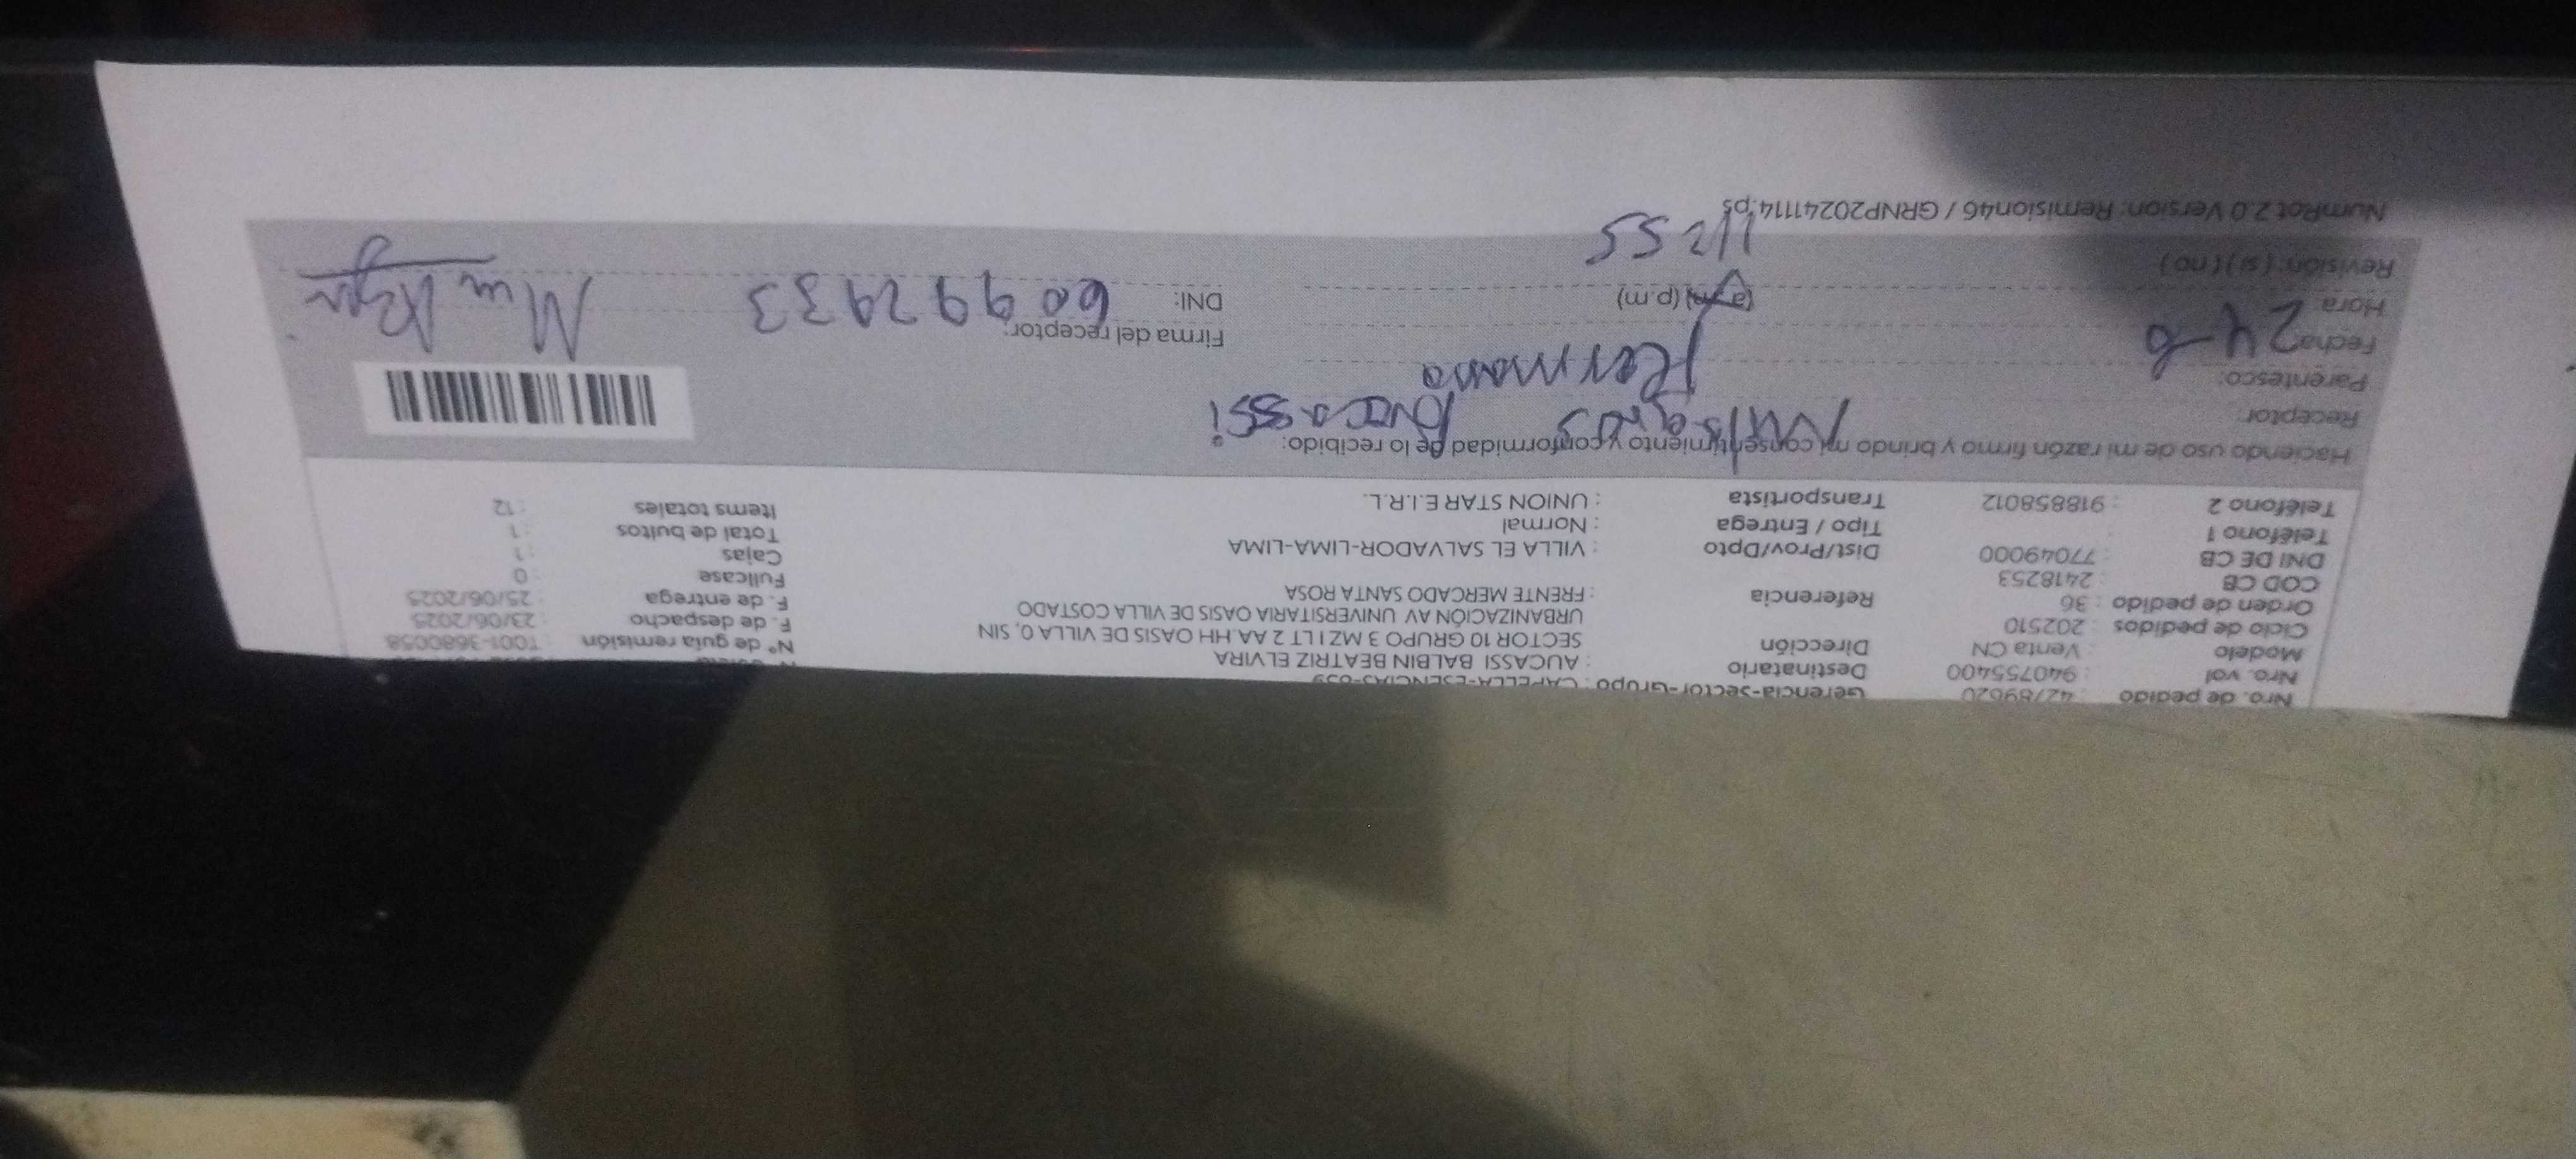 Nro. de pedido : 42789620
Nro. vol : 940755400
Modelo : Venta CN
Ciclo de pedidos : 202510
Orden de pedido : 36
COD CB : 2418253
DNI DE CB : 77049000
Teléfono 1
Teléfono 2 : 918858012
Gerencia-Sector-Grupo : CAPELLA-ESENCIAS-039
Destinatario : AUCASSI BALBIN BEATRIZ ELVIRA
Dirección SECTOR 10 GRUPO 3 MZ I LT 2 AA.HH OASIS DE VILLA 0, SIN
URBANIZACIÓN AV UNIVERSITARIA OASIS DE VILLA COSTADO
Referencia : FRENTE MERCADO SANTA ROSA
Dist/Prov/Dpto : VILLA EL SALVADOR-LIMA-LIMA
Tipo / Entrega : Normal
Transportista : UNION STAR E.I.R.L.
N° de guía remisión : T001-3680058
F. de despacho : 23/06/2025
F. de entrega : 25/06/2025
Fullcase : 0
Cajas : 1
Total de bultos : 1
Items totales : 12
Haciendo uso de mi razón firmo y brindo mi consentimiento y conformidad de lo recibido:
Receptor: Aucassi
Parentesco: Hermana
Fecha: 24-6
Hora: (a.m) (p.m)
Revisión: (si) (no)
1255
Firma del receptor:
DNI: 60992933
NumRot 2.0 Version: Remision46 / GRNP20241114.ps